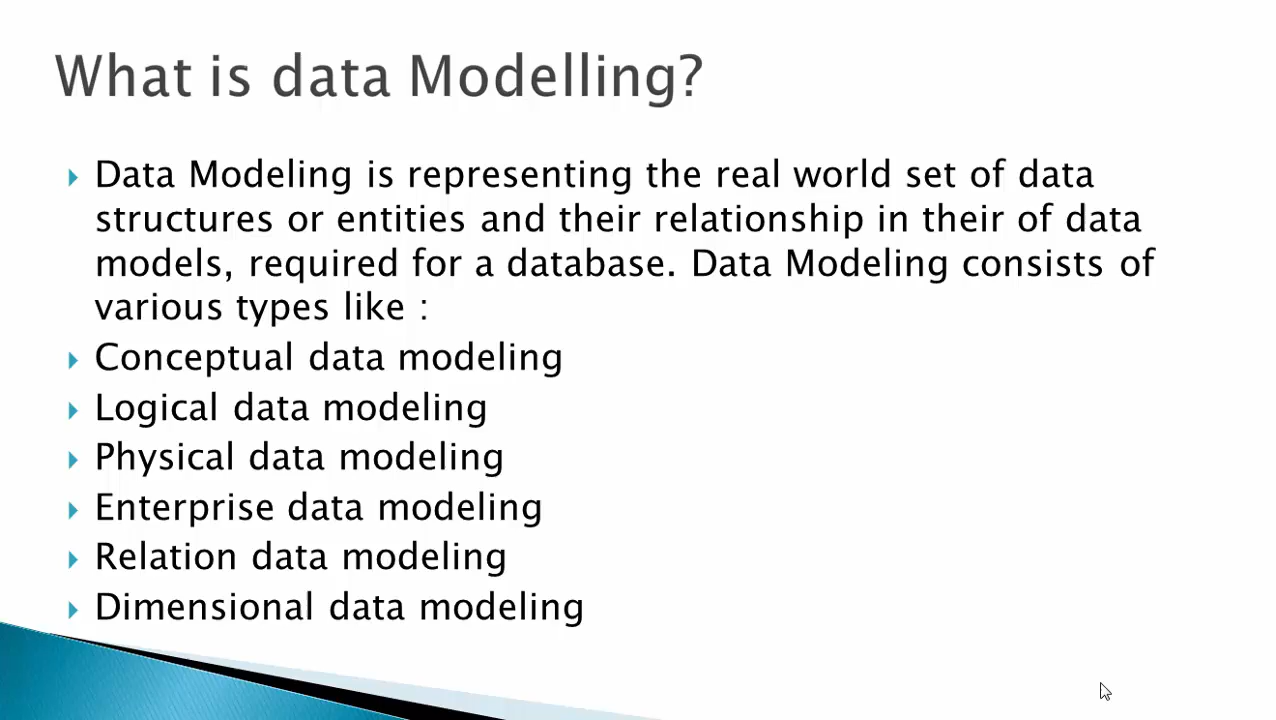 What is data Modelling?
Data Modeling is representing the real world set of data
structures or entities and their relationship in their of data
models, required for a database. Data Modeling consists of
various types like :
Conceptual data modeling
Logical data modeling
Physical data modeling
Enterprise data modeling
Relation data modeling
Dimensional data modeling